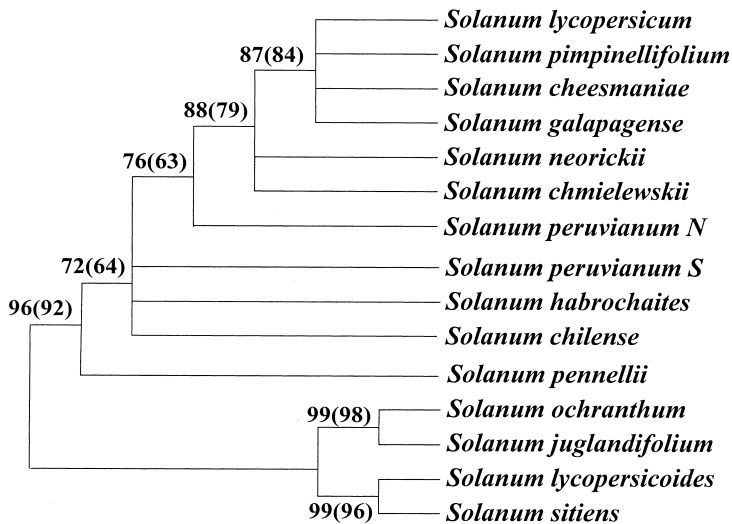 Solanum lycopersicum
87(84)
Solanum pimpinellifolium
Solanum cheesmaniae
88(79)
Solanum galapagense
76(63)
Solanum neorickii
Solanum chmielewskii
Solanum peruvianum N
72(64)
Solanum peruvianum S
96(92)
Solanum habrochaites
Solanum chilense
Solanum pennellii
99(98)
Solanum ochranthum
Solanum juglandifolium
Solanum lycopersicoides
99(96)
Solanum sitiens